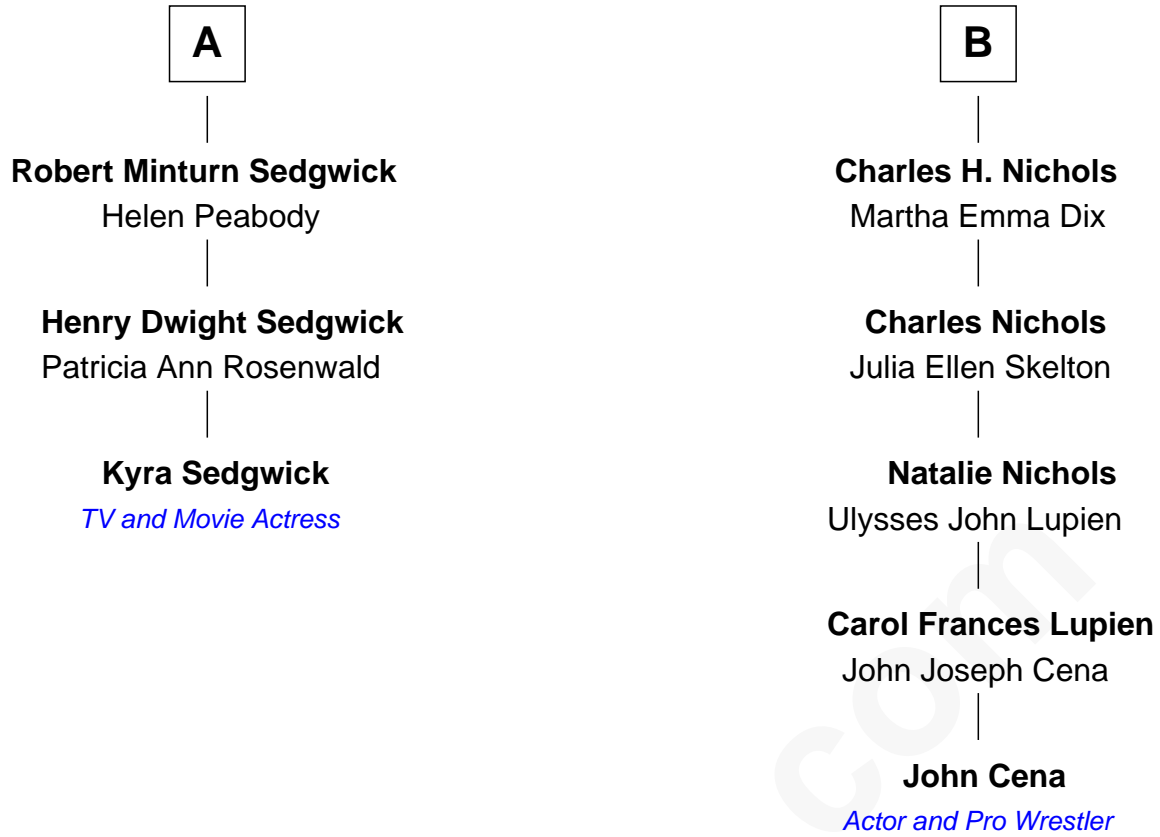 A
Robert Minturn Sedgwick
Helen Peabody
Henry Dwight Sedgwick
Patricia Ann Rosenwald
Kyra Sedgwick
TV and Movie Actress
B
Charles H. Nichols
Martha Emma Dix
Charles Nichols
Julia Ellen Skelton
Natalie Nichols
Ulysses John Lupien
Carol Frances Lupien
John Joseph Cena
John Cena
Actor and Pro Wrestler
com